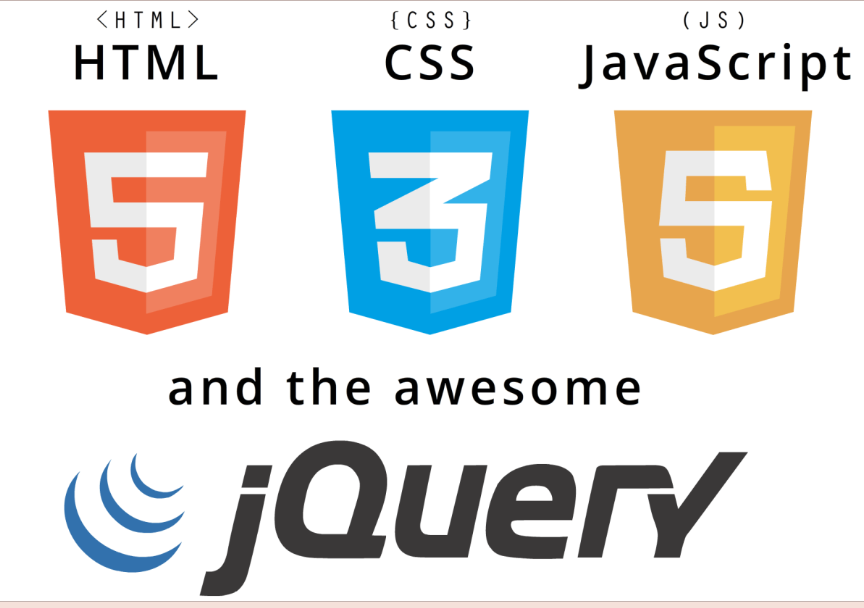 <HTML> {CSS} (JS)
HTML CSS JavaScript
5 3 5
and the awesome
jQuery